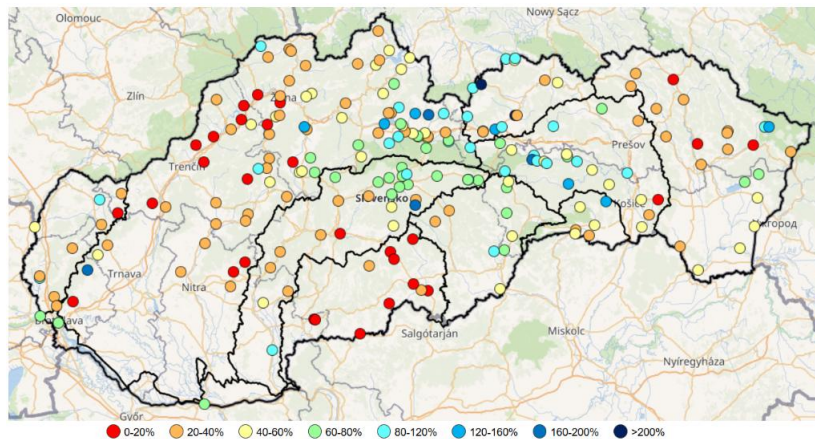 Olomouc
Nowy Sącz
Zlín
Žilina
Prešov
Trenčín
Slovensko
Košice
Ужгород
Trnava
Nitra
Bratislava
Salgótarján
Miskolc
Nyíregyháza
Győr
0-20% 20-40% 40-60% 60-80% 80-120% 120-160% 160-200% >200%